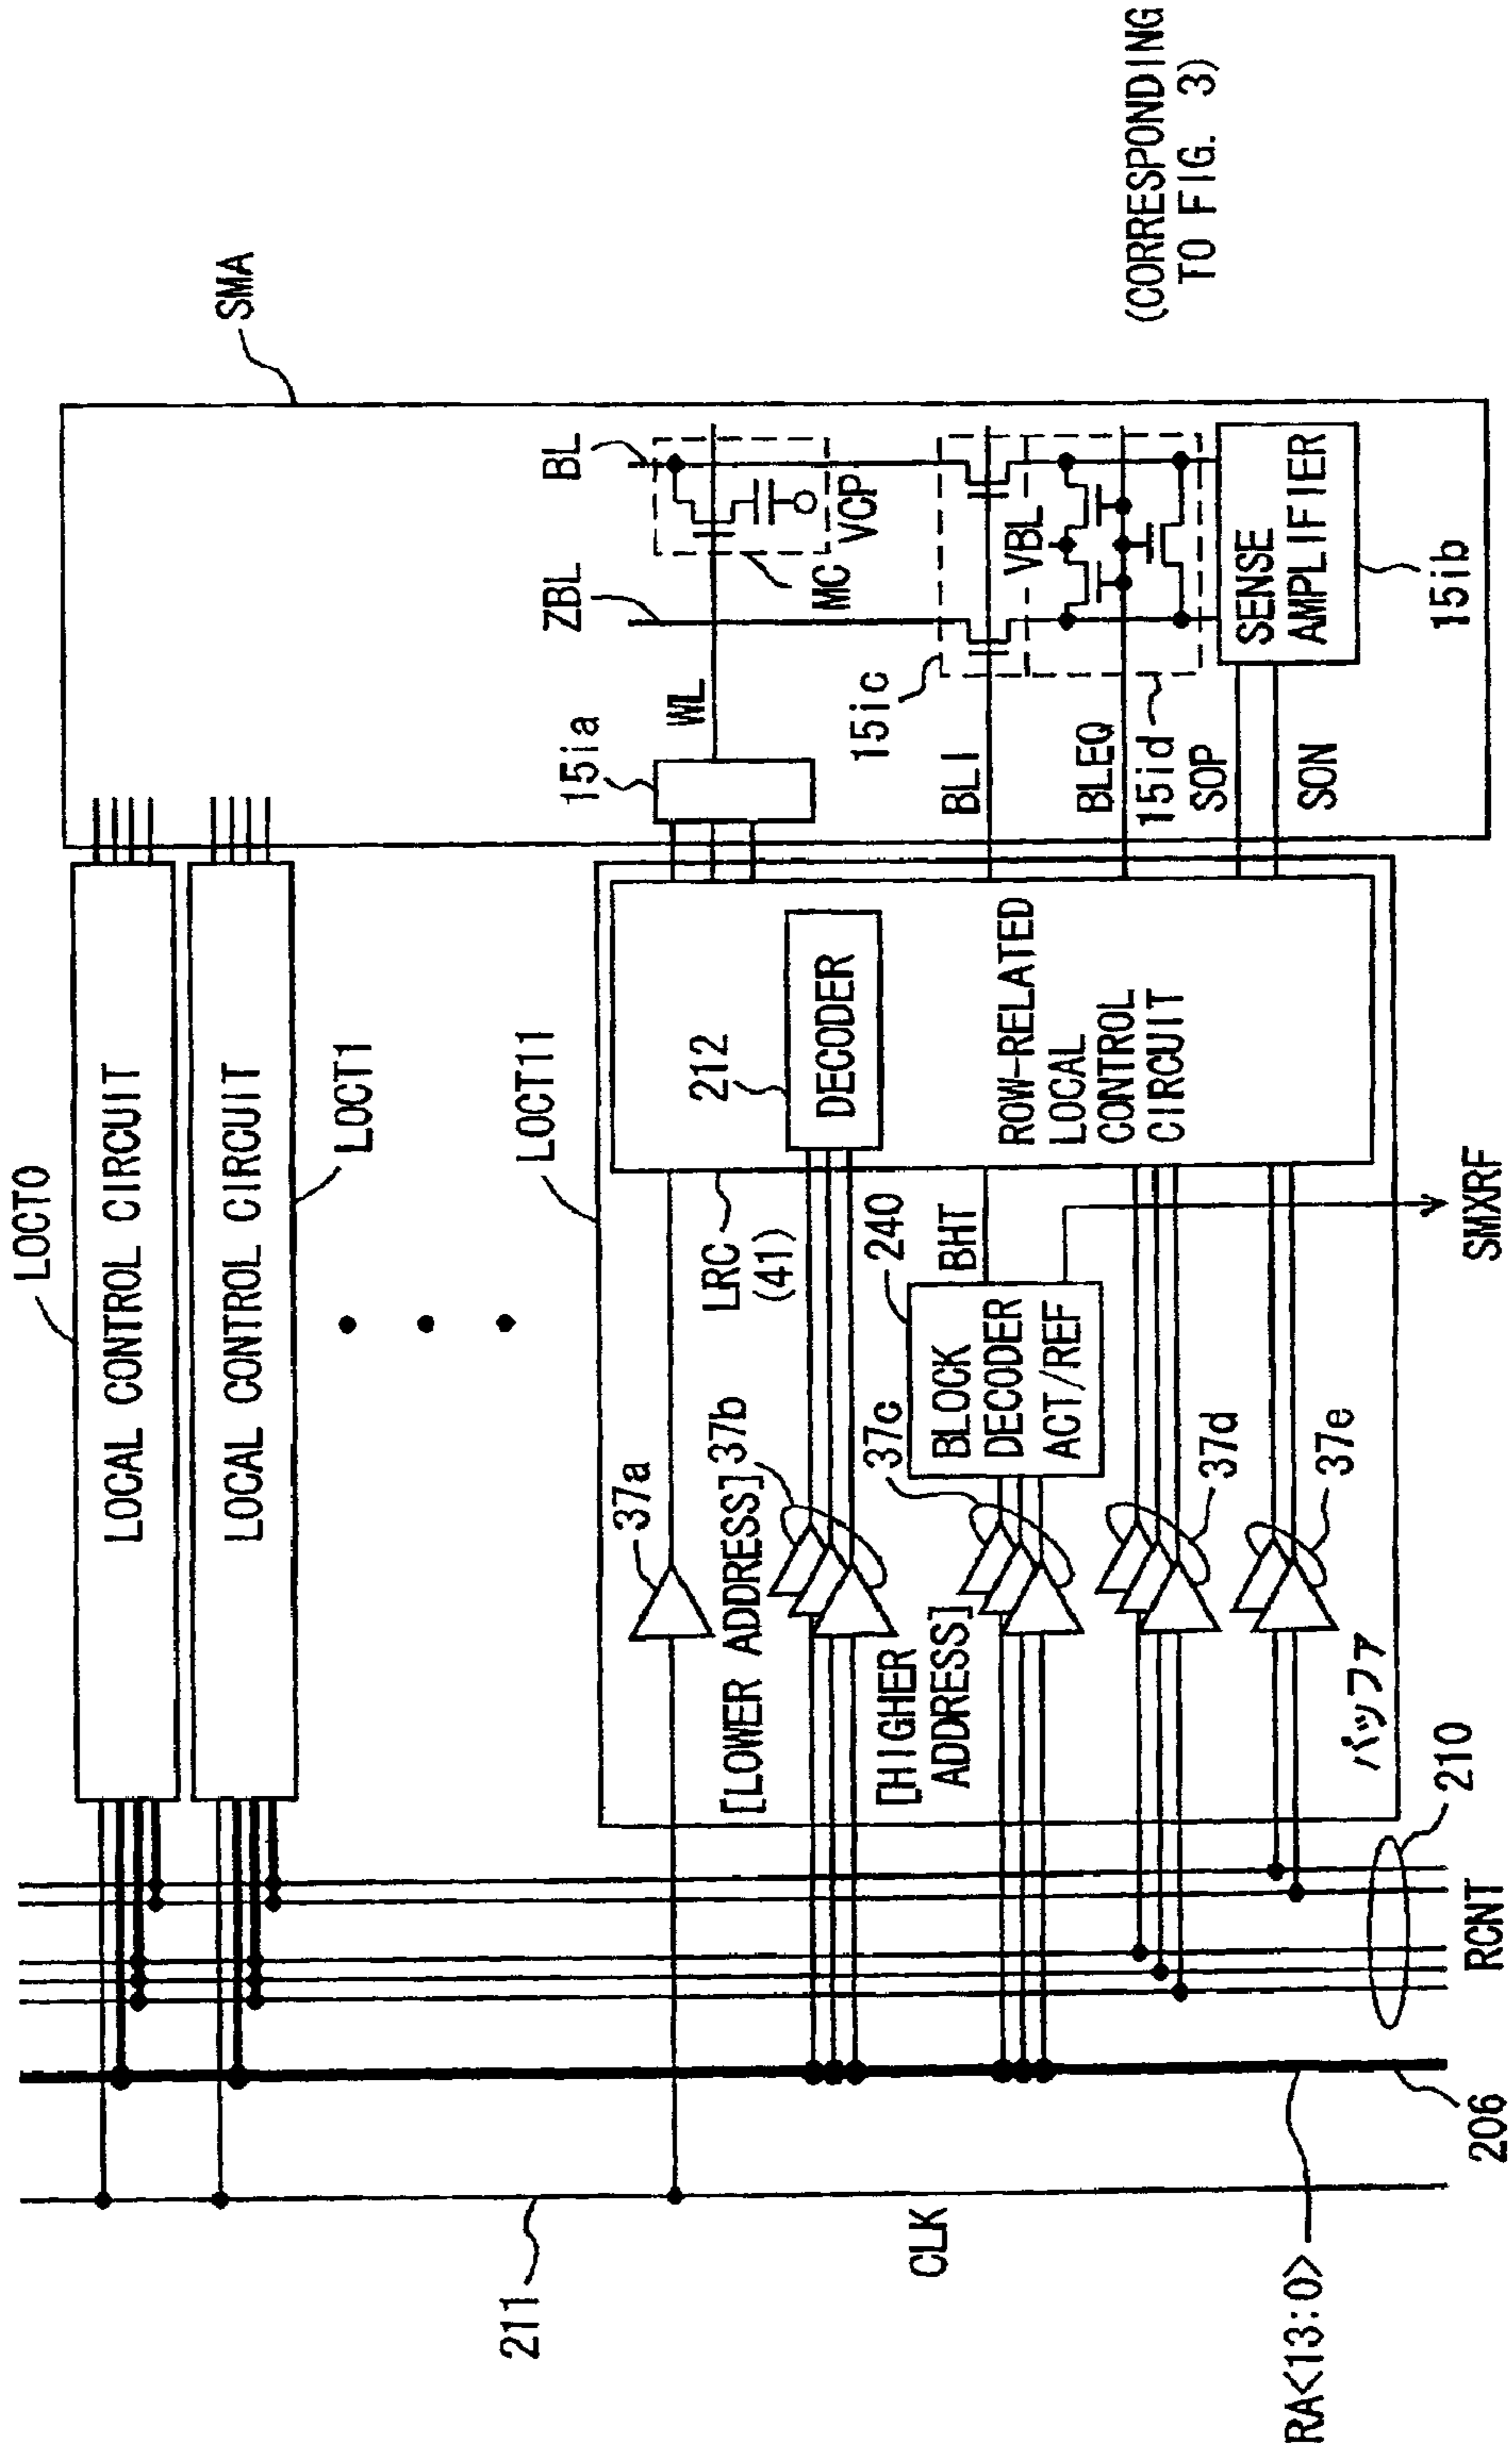 LOCT0
LOCAL CONTROL CIRCUIT
LOCAL CONTROL CIRCUIT
LOCT1
LOCT11
SMA
BL
ZBL
MC
VCP
15ia
WL
15ic
VBL
BLI
BLEQ
15id
SOP
SON
SENSE
AMPLIFIER
15ib
(CORRESPONDING
TO FIG. 3)
37a
LRC
(41)
212
DECODER
[LOWER ADDRESS]
37b
[HIGHER
ADDRESS]
37c
BLOCK
DECODER
ACT/REF
240
BHT
ROW-RELATED
LOCAL
CONTROL
CIRCUIT
37d
37e
バッファ
SMXRF
210
RCNT
206
RA<13:0>
CLK
211